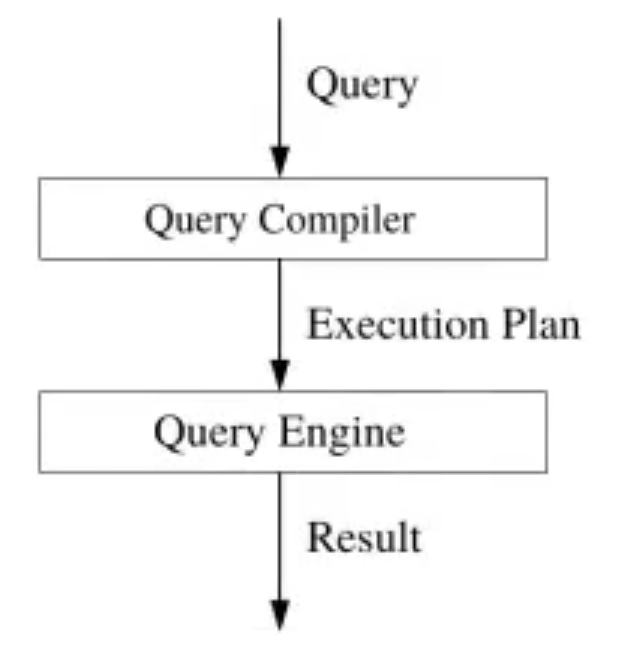 Query
Query Compiler
Execution Plan
Query Engine
Result